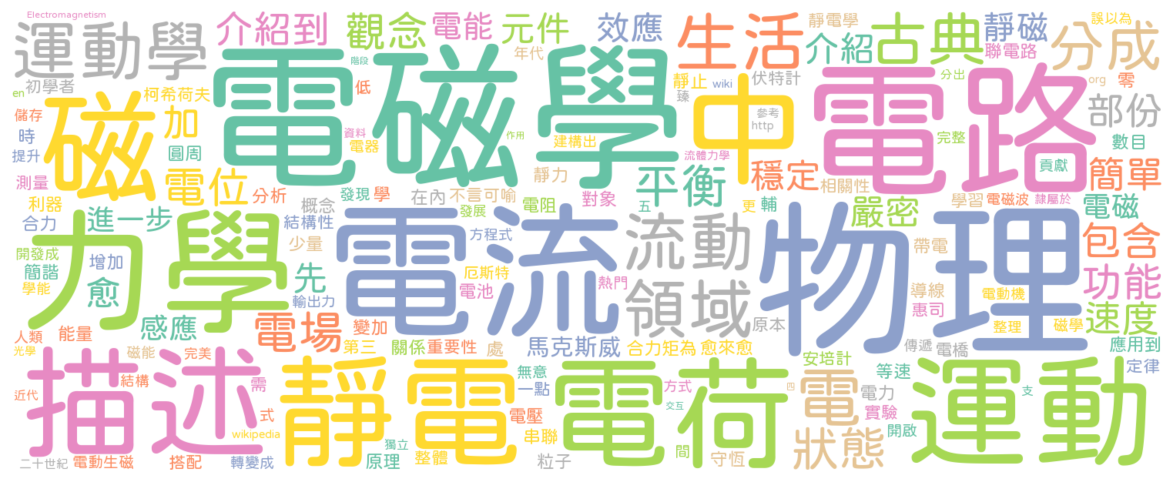 Electromagnetism
運動學
介紹到
觀念
電能
元件
效應
生活
靜電學
介紹
古典
靜磁
聯電路
分成
誤以為
初學者
en
儲存
時
提升
測量
利器
合力
磁
柯希荷夫
加
圓周
電位
分析
電磁學
階段
低
資料
電器
年代
作用
建構出
中
靜止
wiki
臻
伏特計
參考
http
流體力學
電路
分出
完整
org
零
部份
數目
貢獻
簡單
穩定
相關性
平衡
靜力
對象
發現
學
概念
在內
不言可喻
發展
電阻
五
更
輔
嚴密
學習
電磁波
隸屬於
電磁
進一步
開發成
簡諧
學能
增加
愈
力學
結構性
少量
先
輸出力
電流
方程式
厄斯特
電池
熱門
流動
領域
原本
物理
帶電
導線
惠司
電動機
整理
磁學
包含
功能
速度
應用到
定律
人類
光學
能量
感應
磁能
完美
電場
變加
第三
關係
重要性
處
馬克斯威
合力矩為
愈來愈
安培計
傳遞
電橋
等速
近代
描述
結構
需
式
wikipedia
二十世紀
電動生磁
搭配
轉變成
靜電
獨立
原理
整體
無意
一點
電壓
串聯
粒子
電荷
方式
交互
間
守恆
四
電
狀態
電力
實驗
開啟
運動
支